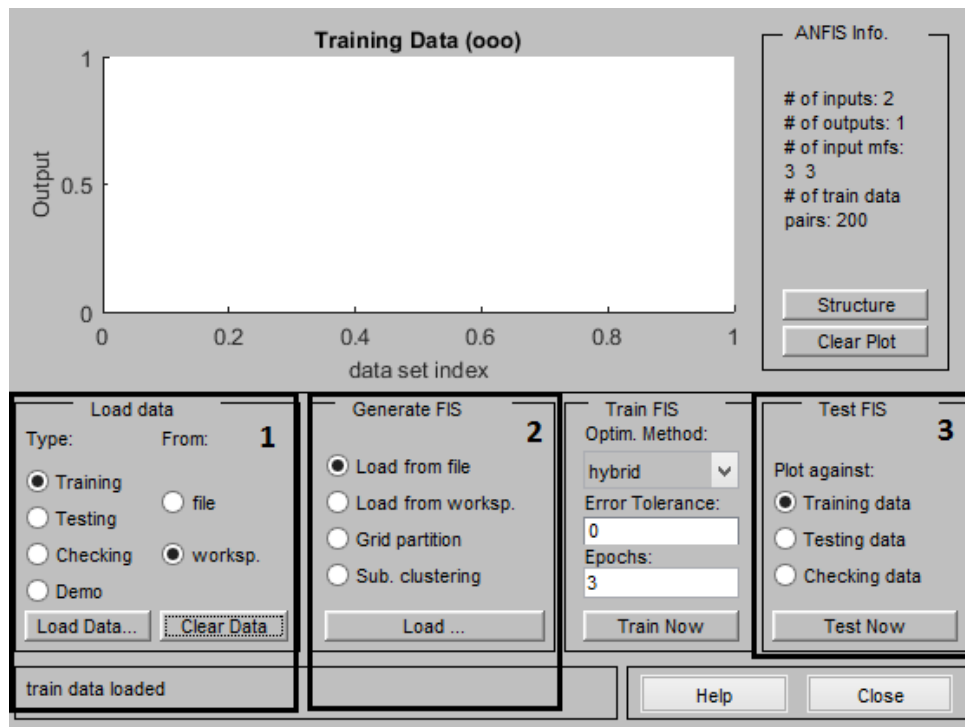 Training Data (ooo)
1
0.5
0
Output
0
0.2
0.4
0.6
0.8
1
data set index
ANFIS Info.
# of inputs: 2
# of outputs: 1
# of input mfs:
3 3
# of train data
pairs: 200
Structure
Clear Plot
Load data
1
Type:
From:
Training
Testing
Checking
Demo
file
worksp.
Load Data...
Clear Data
Generate FIS
2
Load from file
Load from worksp.
Grid partition
Sub. clustering
Load ...
Train FIS
Optim. Method:
hybrid
Error Tolerance:
0
Epochs:
3
Train Now
Test FIS
3
Plot against:
Training data
Testing data
Checking data
Test Now
train data loaded
Help
Close